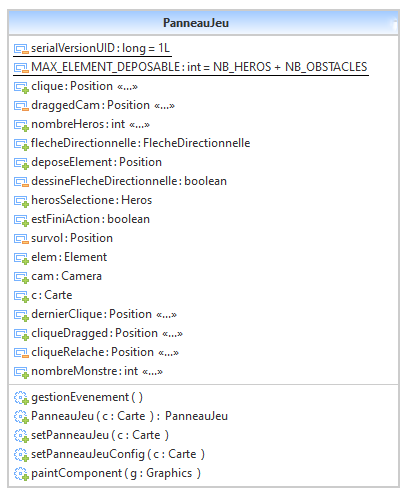 PanneauJeu
serialVersionUID : long = 1L
MAX_ELEMENT_DEPOSABLE : int = NB_HEROS + NB_OBSTACLES
clique : Position «...»
draggedCam : Position «...»
nombreHeros : int «...»
flecheDirectionnelle : FlecheDirectionnelle
deposeElement : Position
dessineFlecheDirectionnelle : boolean
herosSelectione : Heros
estFiniAction : boolean
survol : Position
elem : Element
cam : Camera
c : Carte
dernierClique : Position «...»
cliqueDragged : Position «...»
cliqueRelache : Position «...»
nombreMonstre : int «...»
gestionEvenement ( )
PanneauJeu ( c : Carte ) : PanneauJeu
setPanneauJeu ( c : Carte )
setPanneauJeuConfig ( c : Carte )
paintComponent ( g : Graphics )